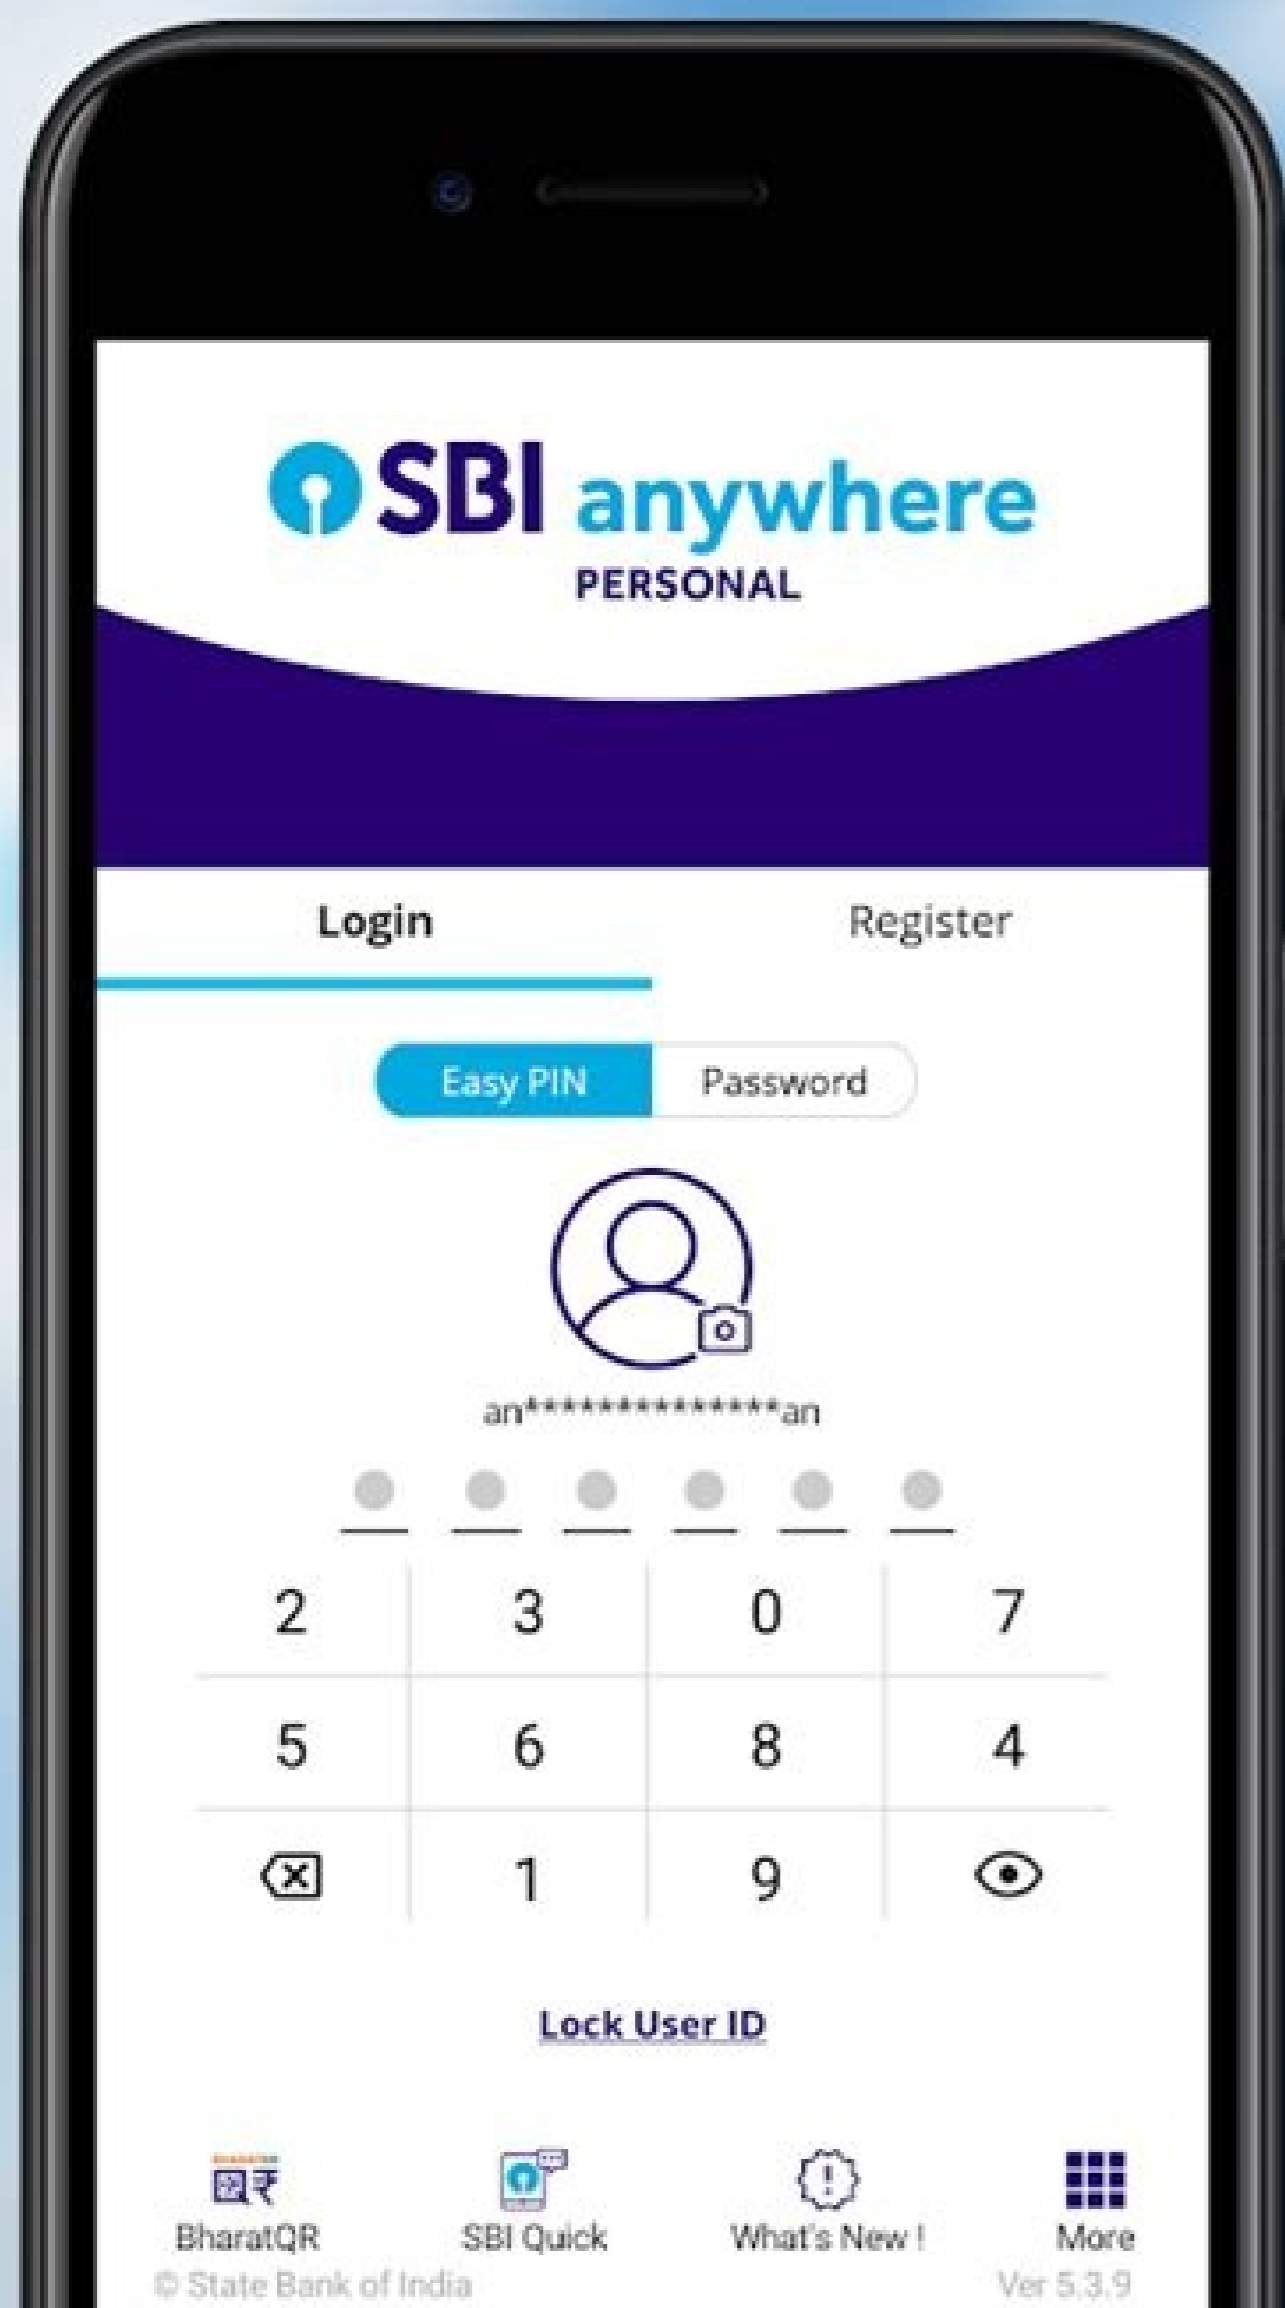 SBI anywhere
PERSONAL
Login Register
Easy PIN Password
an**************an
2 3 0 7
5 6 8 4
1 9
Lock User ID
BharatQR SBI Quick What's New ! More
© State Bank of India Ver 5.3.9